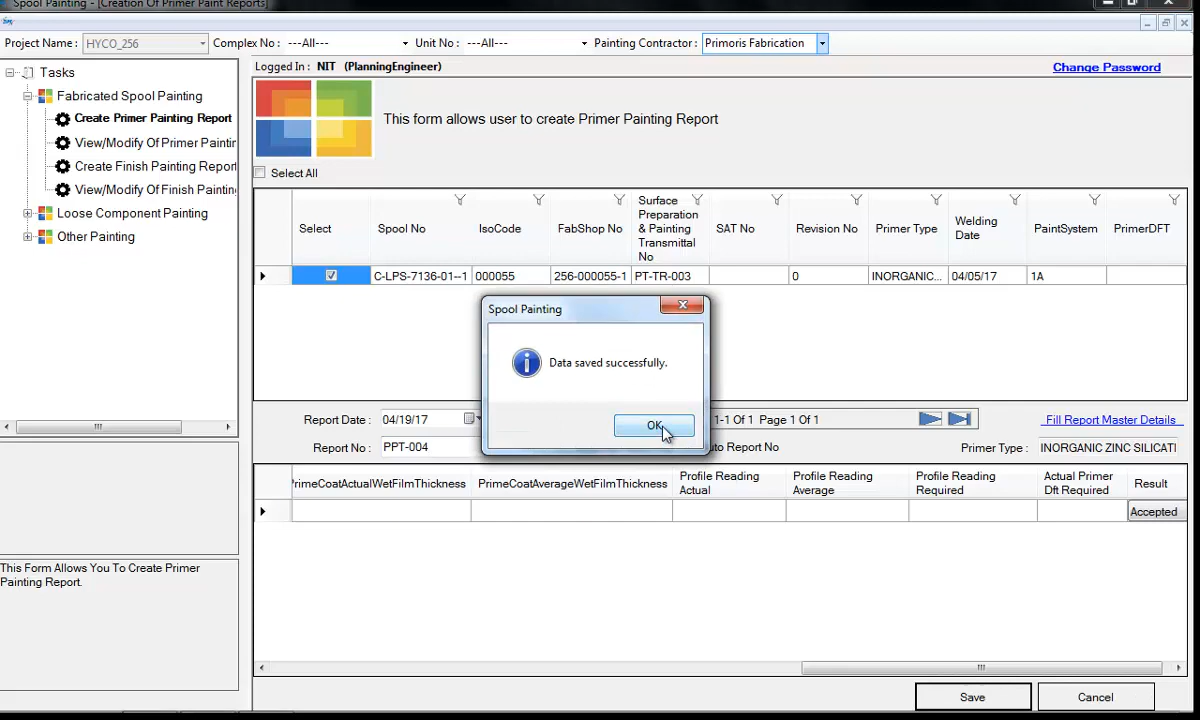 Spool Painting - [Creation Of Primer Paint Reports]
Project Name : HYCO_256 Complex No : ---All--- Unit No : ---All--- Painting Contractor : Primoris Fabrication
Tasks
Fabricated Spool Painting
Create Primer Painting Report
View/Modify Of Primer Paintin
Create Finish Painting Report
View/Modify Of Finish Painting
Loose Component Painting
Other Painting
This Form Allows You To Create Primer
Painting Report.
Logged In : NIT (PlanningEngineer) Change Password
This form allows user to create Primer Painting Report
Select All
Select Spool No IsoCode FabShop No Surface Preparation & Painting Transmittal No SAT No Revision No Primer Type Welding Date PaintSystem PrimerDFT
C-LPS-7136-01--1 000055 256-000055-1 PT-TR-003 0 INORGANIC... 04/05/17 1A
Spool Painting
Data saved successfully.
OK
Report Date : 04/19/17 1-1 Of 1 Page 1 Of 1 Fill Report Master Details
Report No : PPT-004 uto Report No Primer Type : INORGANIC ZINC SILICATI
PrimeCoatActualWetFilmThickness PrimeCoatAverageWetFilmThickness Profile Reading Actual Profile Reading Average Profile Reading Required Actual Primer Dft Required Result
Accepted
Save Cancel